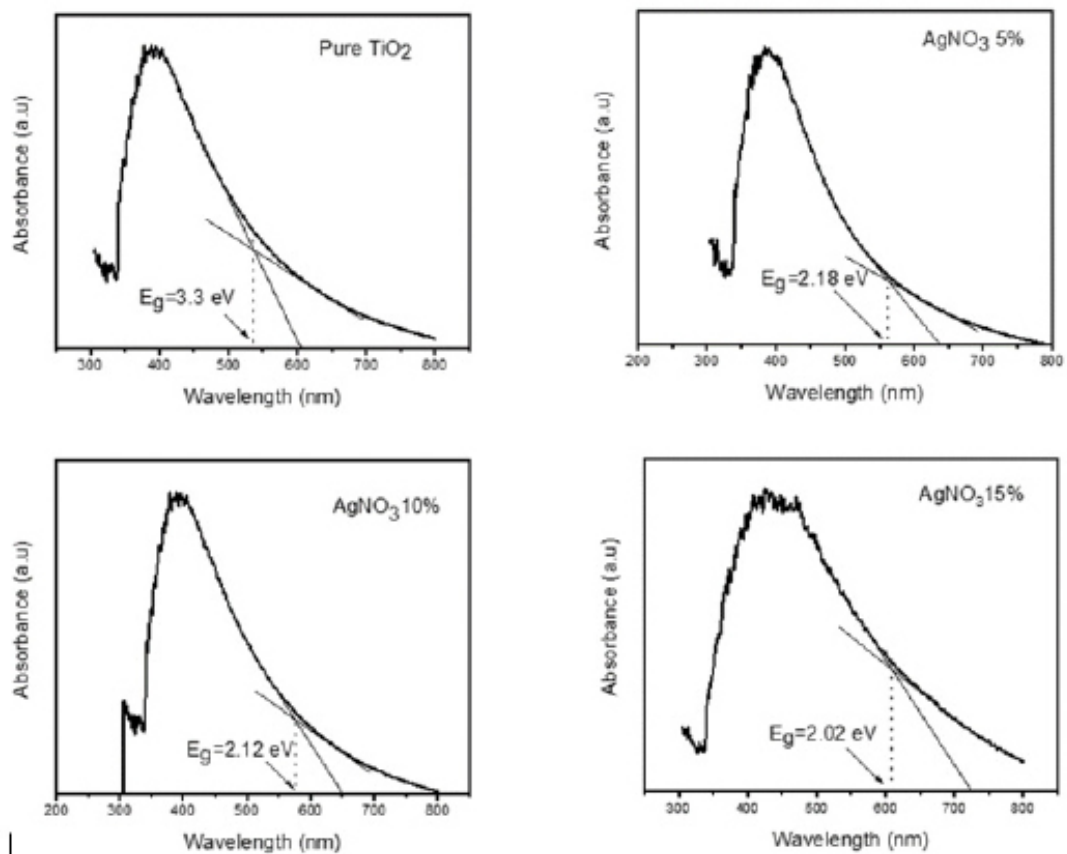 Pure TiO2
Absorbance (a.u)
Eg=3.3 eV
300 400 500 600 700 800
Wavelength (nm)
AgNO3 5%
Absorbance (a.u)
Eg=2.18 eV
200 300 400 500 600 700 800
Wavelength (nm)
AgNO3 10%
Absorbance (a.u)
Eg=2.12 eV
200 300 400 500 600 700 800
Wavelength (nm)
AgNO3 15%
Absorbance (a.u)
Eg=2.02 eV
300 400 500 600 700 800
Wavelength (nm)